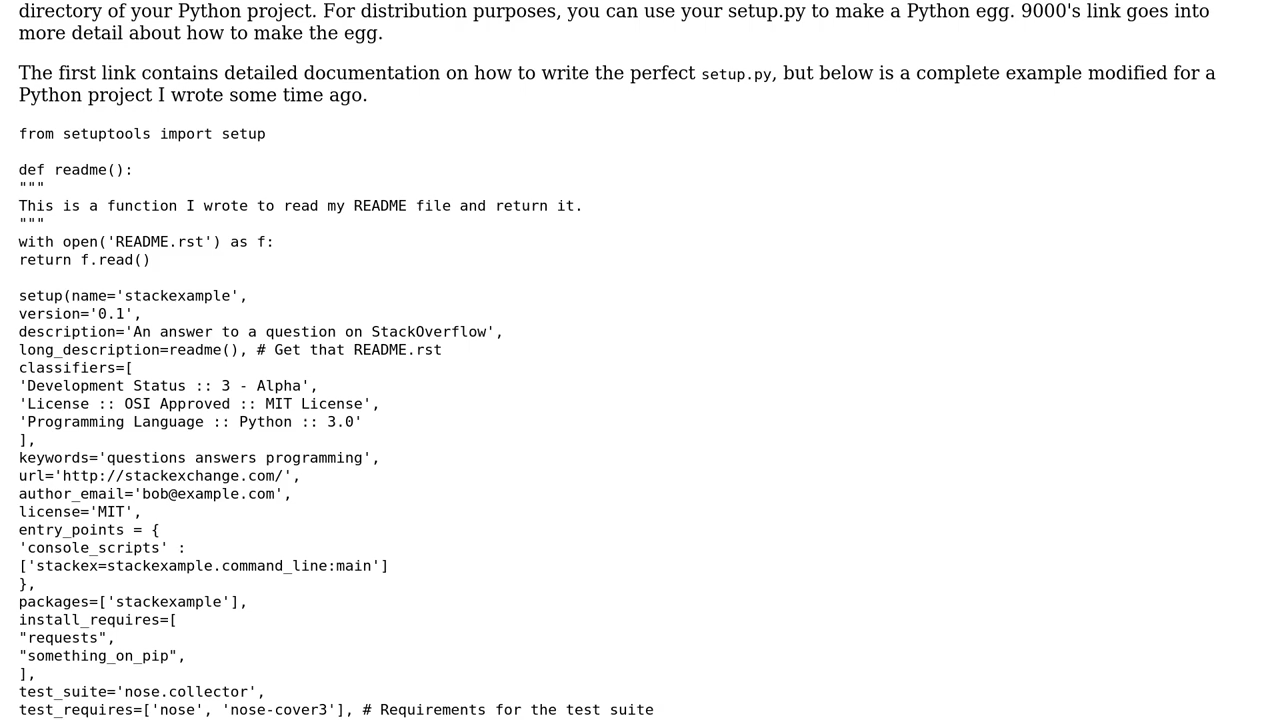 directory of your Python project. For distribution purposes, you can use your setup.py to make a Python egg. 9000's link goes into
more detail about how to make the egg.
The first link contains detailed documentation on how to write the perfect setup.py, but below is a complete example modified for a
Python project I wrote some time ago.
from setuptools import setup
def readme():
"""
This is a function I wrote to read my README file and return it.
"""
with open('README.rst') as f:
return f.read()
setup(name='stackexample',
version='0.1',
description='An answer to a question on StackOverflow',
long_description=readme(), # Get that README.rst
classifiers=[
'Development Status :: 3 - Alpha',
'License :: OSI Approved :: MIT License',
'Programming Language :: Python :: 3.0'
],
keywords='questions answers programming',
url='http://stackexchange.com/',
author_email='bob@example.com',
license='MIT',
entry_points = {
'console_scripts' :
['stackex=stackexample.command_line:main']
},
packages=['stackexample'],
install_requires=[
"requests",
"something_on_pip",
],
test_suite='nose.collector',
test_requires=['nose', 'nose-cover3'], # Requirements for the test suite